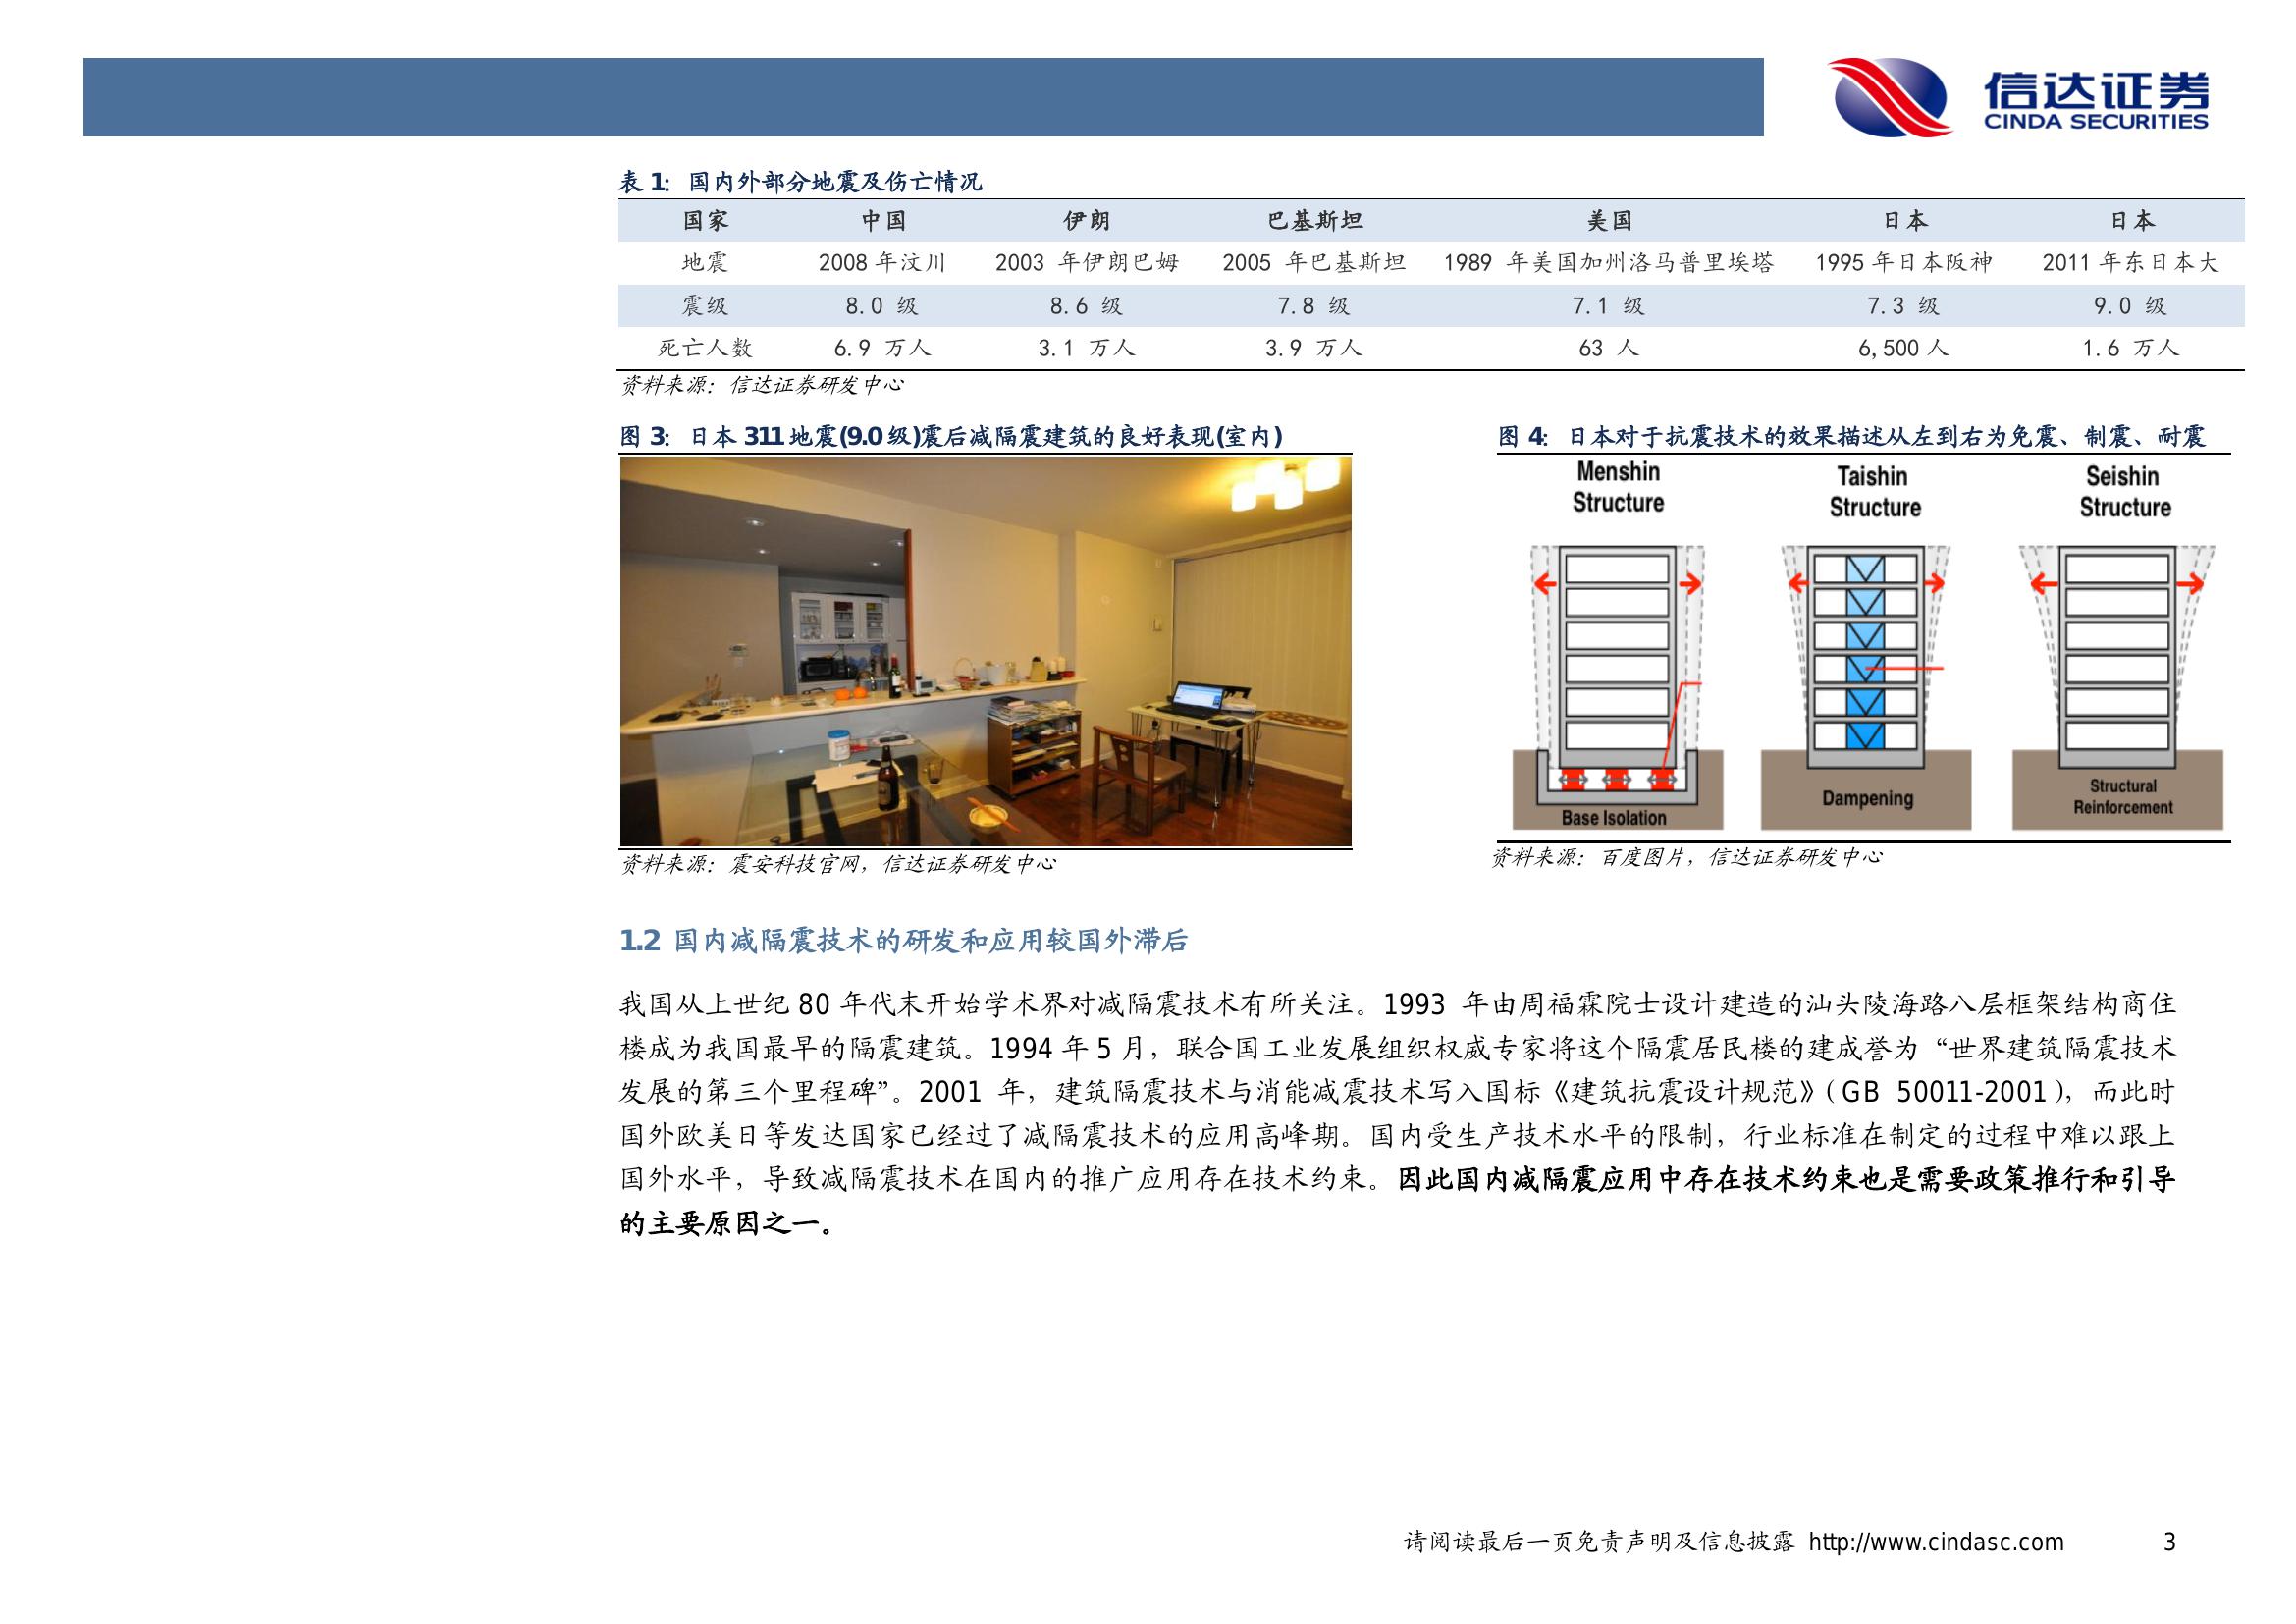 信达证券
CINDA SECURITIES
表 1: 国内外部分地震及伤亡情况
国家 中国 伊朗 巴基斯坦 美国 日本 日本
地震 2008 年汶川 2003 年伊朗巴姆 2005 年巴基斯坦 1989 年美国加州洛马普里埃塔 1995 年日本阪神 2011 年东日本大
震级 8.0 级 8.6 级 7.8 级 7.1 级 7.3 级 9.0 级
死亡人数 6.9 万人 3.1 万人 3.9 万人 63 人 6,500 人 1.6 万人
资料来源：信达证券研发中心
图 3: 日本 311 地震(9.0 级)震后减隔震建筑的良好表现(室内)
资料来源：震安科技官网，信达证券研发中心
图 4: 日本对于抗震技术的效果描述从左到右为免震、制震、耐震
Menshin
Structure
Taishin
Structure
Seishin
Structure
Base Isolation
Dampening
Structural
Reinforcement
资料来源：百度图片，信达证券研发中心
1.2 国内减隔震技术的研发和应用较国外滞后
我国从上世纪 80 年代末开始学术界对减隔震技术有所关注。1993 年由周福霖院士设计建造的汕头陵海路八层框架结构商住
楼成为我国最早的隔震建筑。1994 年 5 月，联合国工业发展组织权威专家将这个隔震居民楼的建成誉为“世界建筑隔震技术
发展的第三个里程碑”。2001 年，建筑隔震技术与消能减震技术写入国标《建筑抗震设计规范》（GB 50011-2001），而此时
国外欧美日等发达国家已经过了减隔震技术的应用高峰期。国内受生产技术水平的限制，行业标准在制定的过程中难以跟上
国外水平，导致减隔震技术在国内的推广应用存在技术约束。因此国内减隔震应用中存在技术约束也是需要政策推行和引导
的主要原因之一。
请阅读最后一页免责声明及信息披露 http://www.cindasc.com 3